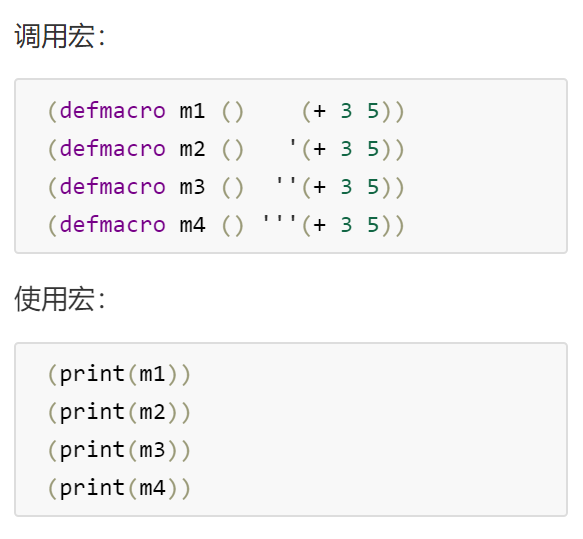 调用宏：
(defmacro m1 ()    (+ 3 5))
(defmacro m2 ()   '(+ 3 5))
(defmacro m3 ()  ''(+ 3 5))
(defmacro m4 () '''(+ 3 5))
使用宏：
(print(m1))
(print(m2))
(print(m3))
(print(m4))